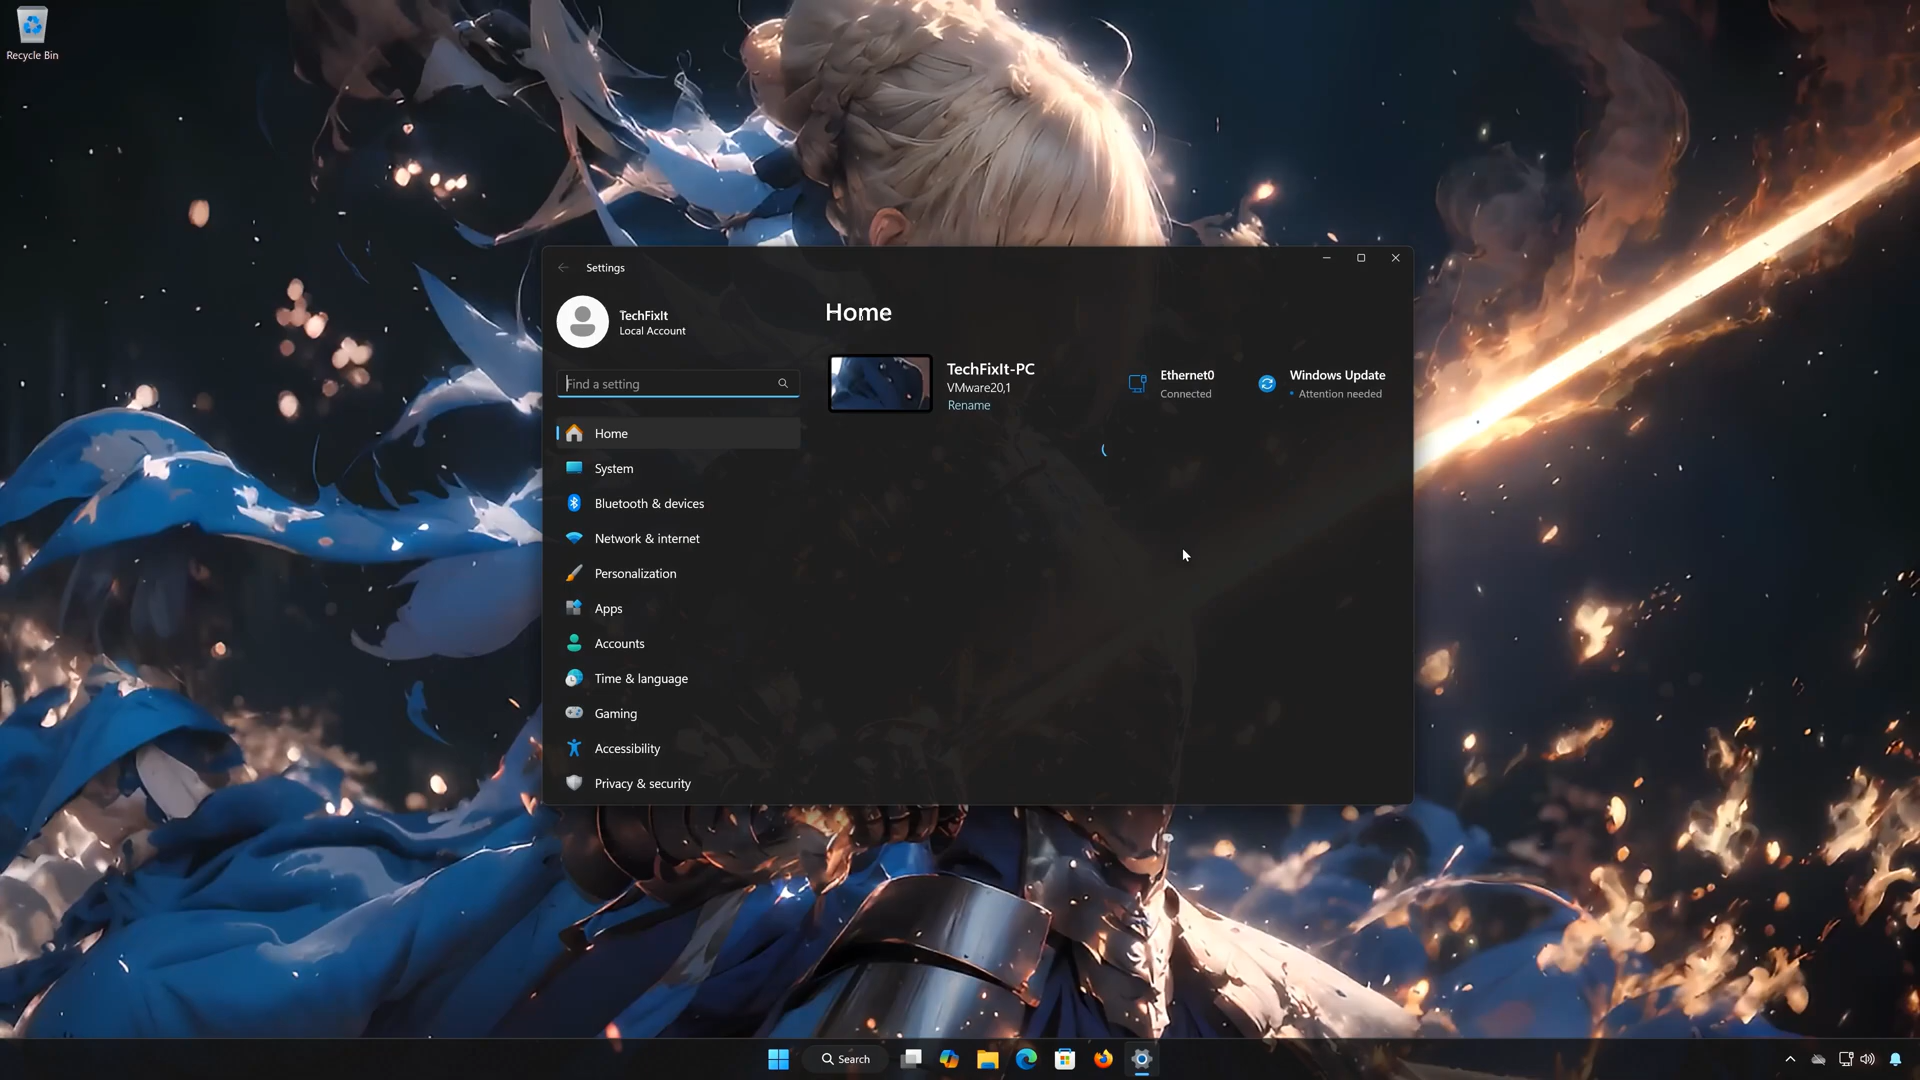 Recycle Bin
Settings
TechFixIt
Local Account
Find a setting
Home
System
Bluetooth & devices
Network & internet
Personalization
Apps
Accounts
Time & language
Gaming
Accessibility
Privacy & security
Home
TechFixIt-PC
VMware20,1
Rename
Ethernet0
Connected
Windows Update
• Attention needed
Search